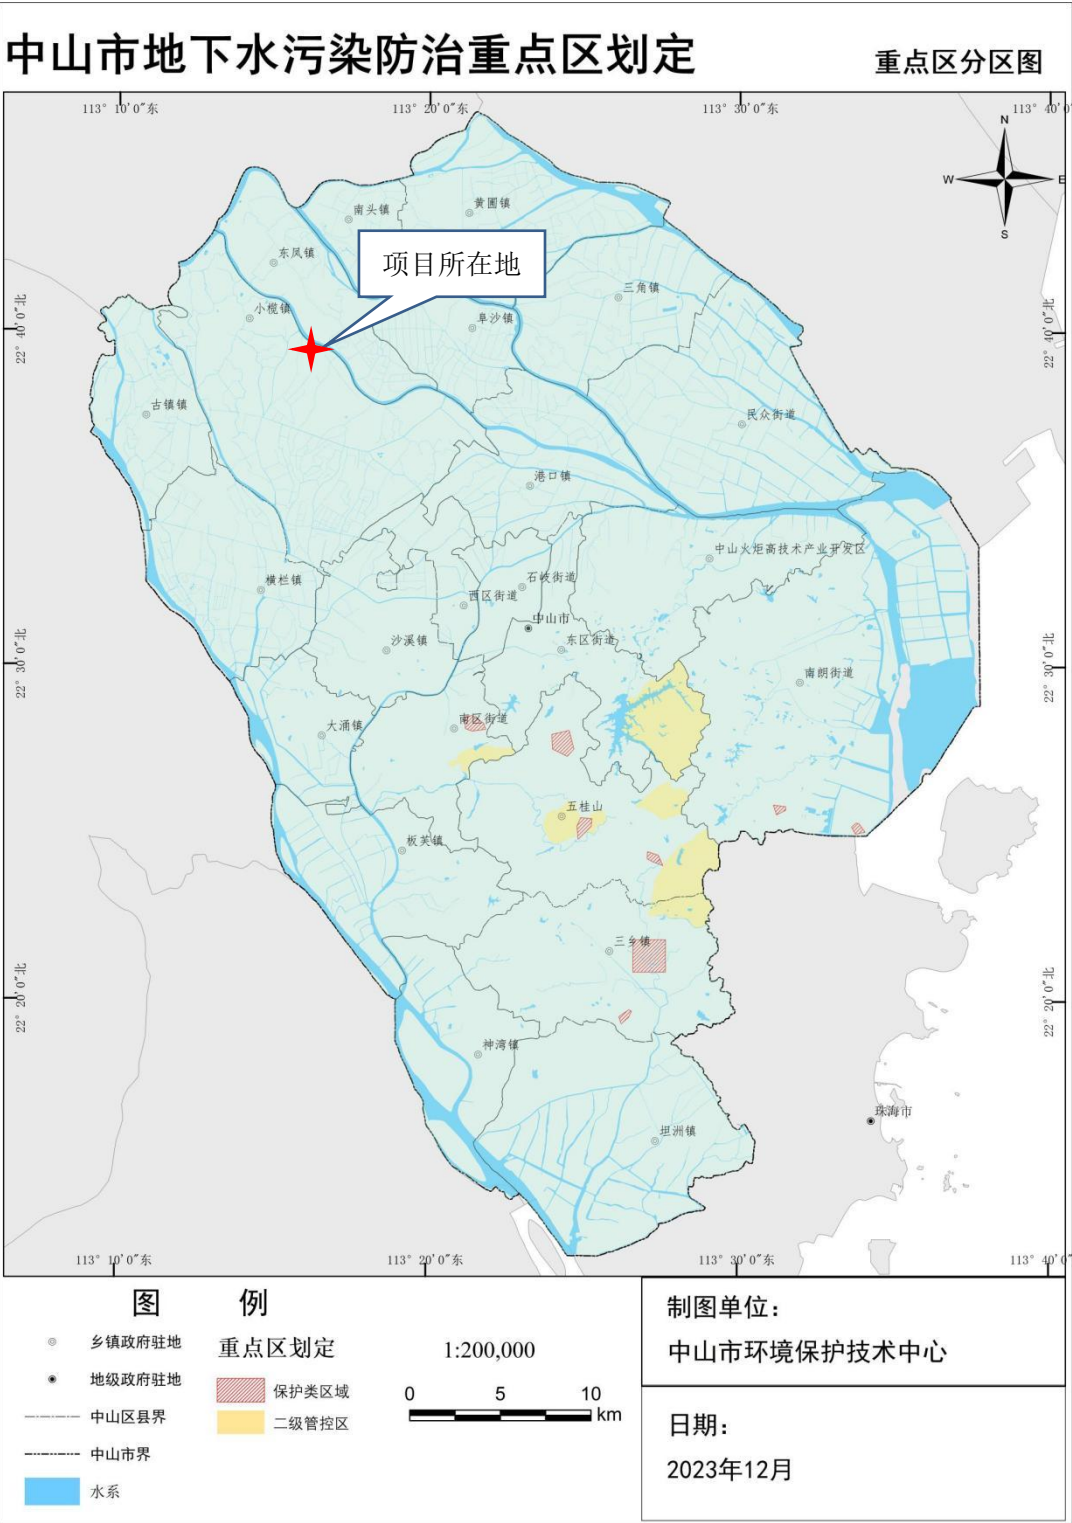 中山市地下水污染防治重点区划定
重点区分区图
113° 10′0″东
113° 20′0″东
113° 30′0″东
113° 40′0
N
W
E
S
黄圃镇
南头镇
东凤镇
项目所在地
三角镇
小榄镇
阜沙镇
22° 40′0″北
22° 40′0″北
古镇镇
民众街道
港口镇
中山火炬高技术产业开发区
横栏镇
石岐街道
西区街道
中山市
沙溪镇
东区街道
22° 30′0″北
22° 30′0″北
南朗街道
南区街道
大涌镇
五桂山
板芙镇
三乡镇
22° 20′0″北
22° 20′0″北
神湾镇
珠海市
坦洲镇
113° 10′0″东
113° 20′0″东
113° 30′0″东
113° 40′0
图 例
乡镇政府驻地
地级政府驻地
中山区县界
中山市界
水系
重点区划定
保护类区域
二级管控区
1:200,000
0 5 10
km
制图单位：
中山市环境保护技术中心
日期：
2023年12月